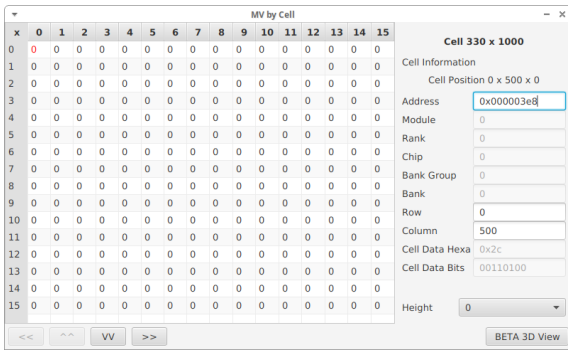 MV by Cell
x 0 1 2 3 4 5 6 7 8 9 10 11 12 13 14 15
0 0 0 0 0 0 0 0 0 0 0 0 0 0 0 0 0
1 0 0 0 0 0 0 0 0 0 0 0 0 0 0 0 0
2 0 0 0 0 0 0 0 0 0 0 0 0 0 0 0 0
3 0 0 0 0 0 0 0 0 0 0 0 0 0 0 0 0
4 0 0 0 0 0 0 0 0 0 0 0 0 0 0 0 0
5 0 0 0 0 0 0 0 0 0 0 0 0 0 0 0 0
6 0 0 0 0 0 0 0 0 0 0 0 0 0 0 0 0
7 0 0 0 0 0 0 0 0 0 0 0 0 0 0 0 0
8 0 0 0 0 0 0 0 0 0 0 0 0 0 0 0 0
9 0 0 0 0 0 0 0 0 0 0 0 0 0 0 0 0
10 0 0 0 0 0 0 0 0 0 0 0 0 0 0 0 0
11 0 0 0 0 0 0 0 0 0 0 0 0 0 0 0 0
12 0 0 0 0 0 0 0 0 0 0 0 0 0 0 0 0
13 0 0 0 0 0 0 0 0 0 0 0 0 0 0 0 0
14 0 0 0 0 0 0 0 0 0 0 0 0 0 0 0 0
15 0 0 0 0 0 0 0 0 0 0 0 0 0 0 0 0
<< ^^ VV >>
Cell 330 x 1000
Cell Information
Cell Position 0 x 500 x 0
Address 0x000003e8
Module 0
Rank 0
Chip 0
Bank Group 0
Bank 0
Row 0
Column 500
Cell Data Hexa 0x2c
Cell Data Bits 00110100
Height 0
BETA 3D View